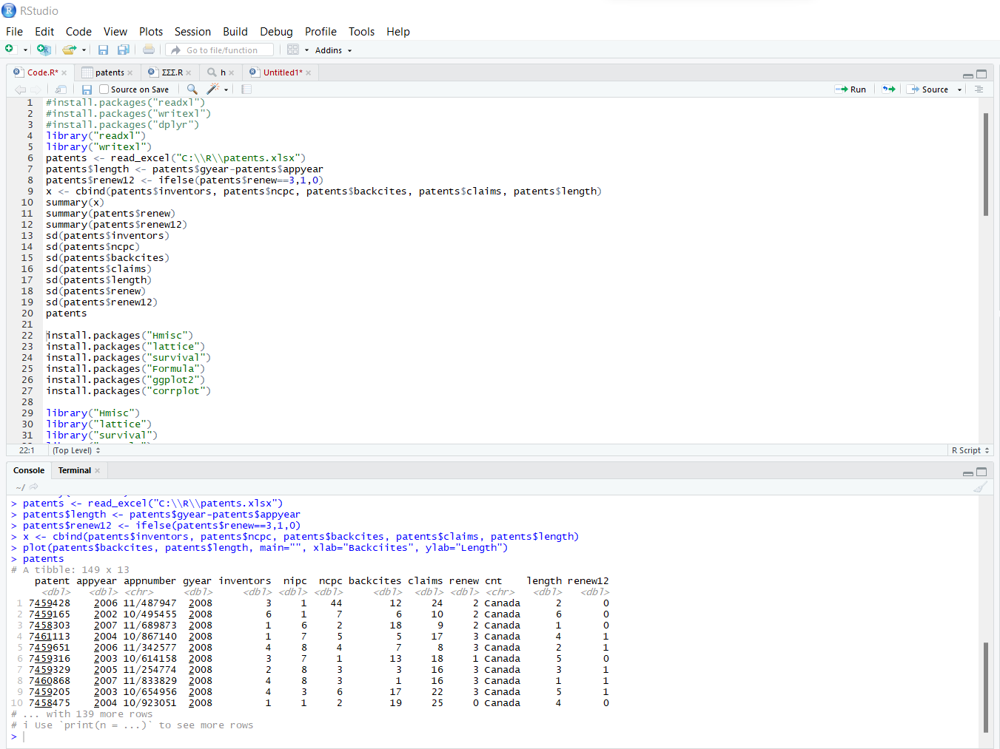 RStudio
File Edit Code View Plots Session Build Debug Profile Tools Help
Go to file/function Addins
Code.R* patents ΣΣΣ.R h Untitled1*
Source on Save Run Source
1 #install.packages("readxl")
2 #install.packages("writexl")
3 #install.packages("dplyr")
4 library("readxl")
5 library("writexl")
6 patents <- read_excel("C:\\R\\patents.xlsx")
7 patents$length <- patents$gyear-patents$appyear
8 patents$renew12 <- ifelse(patents$renew==3,1,0)
9 x <- cbind(patents$inventors, patents$ncpc, patents$backcites, patents$claims, patents$length)
10 summary(x)
11 summary(patents$renew)
12 summary(patents$renew12)
13 sd(patents$inventors)
14 sd(patents$ncpc)
15 sd(patents$backcites)
16 sd(patents$claims)
17 sd(patents$length)
18 sd(patents$renew)
19 sd(patents$renew12)
20 patents
21
22 install.packages("Hmisc")
23 install.packages("lattice")
24 install.packages("survival")
25 install.packages("Formula")
26 install.packages("ggplot2")
27 install.packages("corrplot")
28
29 library("Hmisc")
30 library("lattice")
31 library("survival")
22:1 (Top Level) R Script
Console Terminal
~/
> patents <- read_excel("C:\\R\\patents.xlsx")
> patents$length <- patents$gyear-patents$appyear
> patents$renew12 <- ifelse(patents$renew==3,1,0)
> x <- cbind(patents$inventors, patents$ncpc, patents$backcites, patents$claims, patents$length)
> plot(patents$backcites, patents$length, main="", xlab="Backciites", ylab="Length")
> patents
# A tibble: 149 x 13
patent appyear appnumber gyear inventors nipc ncpc backcites claims renew cnt length renew12
<dbl> <dbl> <chr> <dbl> <dbl> <dbl> <dbl> <dbl> <dbl> <dbl> <chr> <dbl> <dbl>
1 7459428 2006 11/487947 2008 3 1 44 12 24 2 Canada 2 0
2 7459165 2002 10/495455 2008 6 1 7 6 10 2 Canada 6 0
3 7458303 2007 11/689873 2008 1 6 2 18 9 2 Canada 1 0
4 7461113 2004 10/867140 2008 1 7 5 5 17 3 Canada 4 1
5 7459651 2006 11/342577 2008 4 8 4 7 8 3 Canada 2 1
6 7459316 2003 10/614158 2008 3 7 1 13 18 1 Canada 5 0
7 7459329 2005 11/254774 2008 2 8 3 3 16 3 Canada 3 1
8 7460868 2007 11/833829 2008 4 8 3 1 16 3 Canada 1 1
9 7459205 2003 10/654956 2008 4 3 6 17 22 3 Canada 5 1
10 7458475 2004 10/923051 2008 1 1 2 19 25 0 Canada 4 0
# ... with 139 more rows
# i Use `print(n = ...)` to see more rows
>